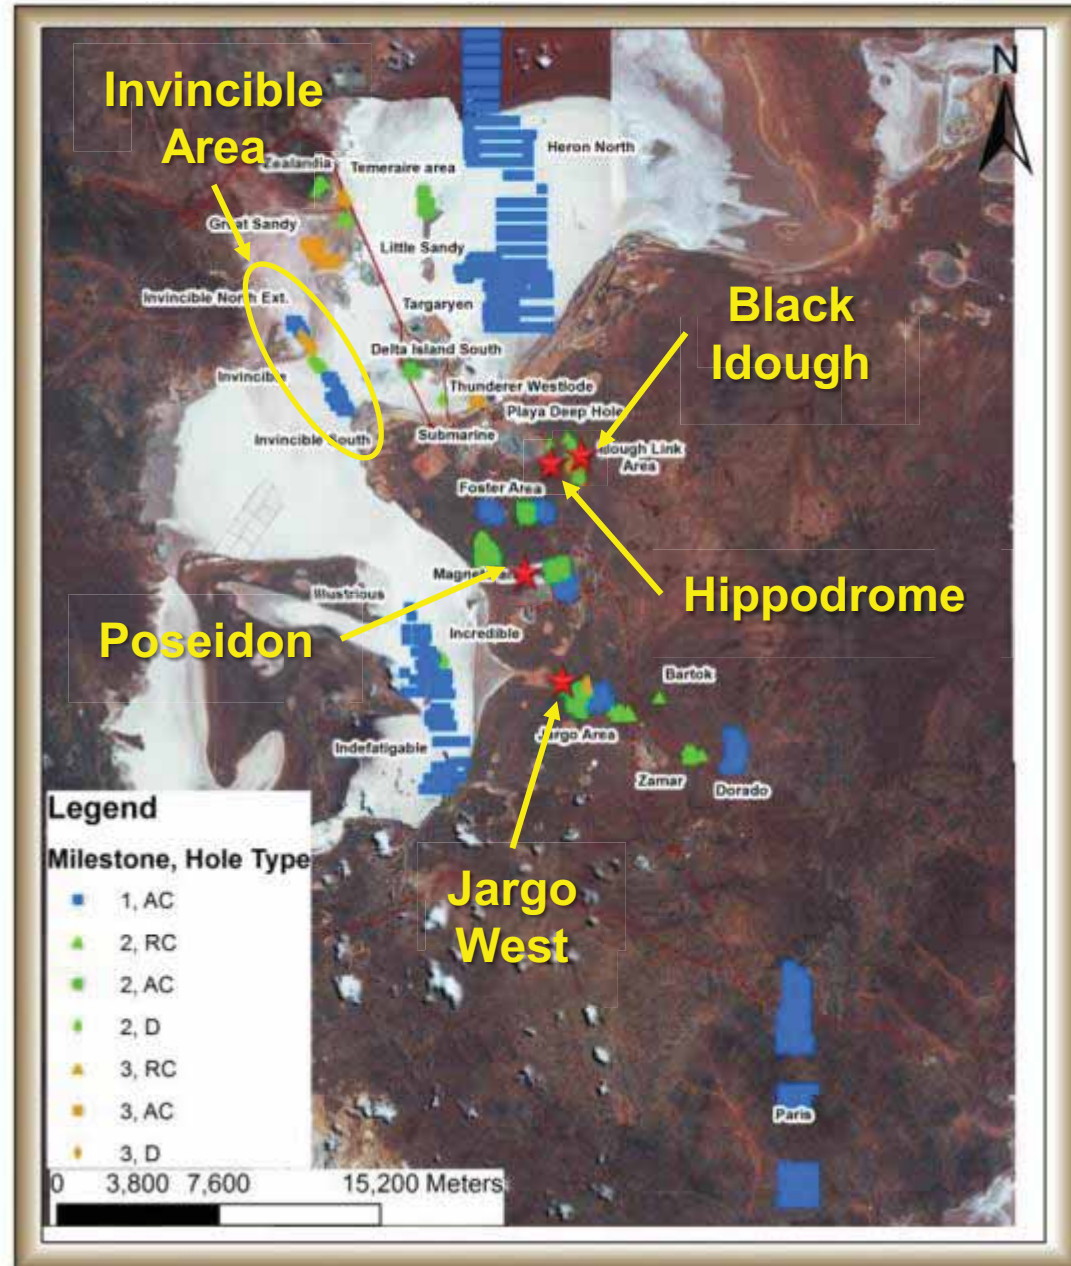 N
Invincible
Area
Zealandia
Temeraire area
Heron North
Great Sandy
Little Sandy
Invincible North Ext.
Targaryen
Black
Idough
Delta Island South
Invincible
Thunderer Westlode
Playa Deep Hole
Invincible South
Submarine
Idough Link
Area
Foster Area
Hippodrome
Illustrious
Poseidon
Incredible
Bartok
Jargo Area
Indefatigable
Zamar
Dorado
Legend
Milestone, Hole Type
1, AC
2, RC
2, AC
2, D
3, RC
3, AC
3, D
Jargo
West
Paris
0 3,800 7,600 15,200 Meters